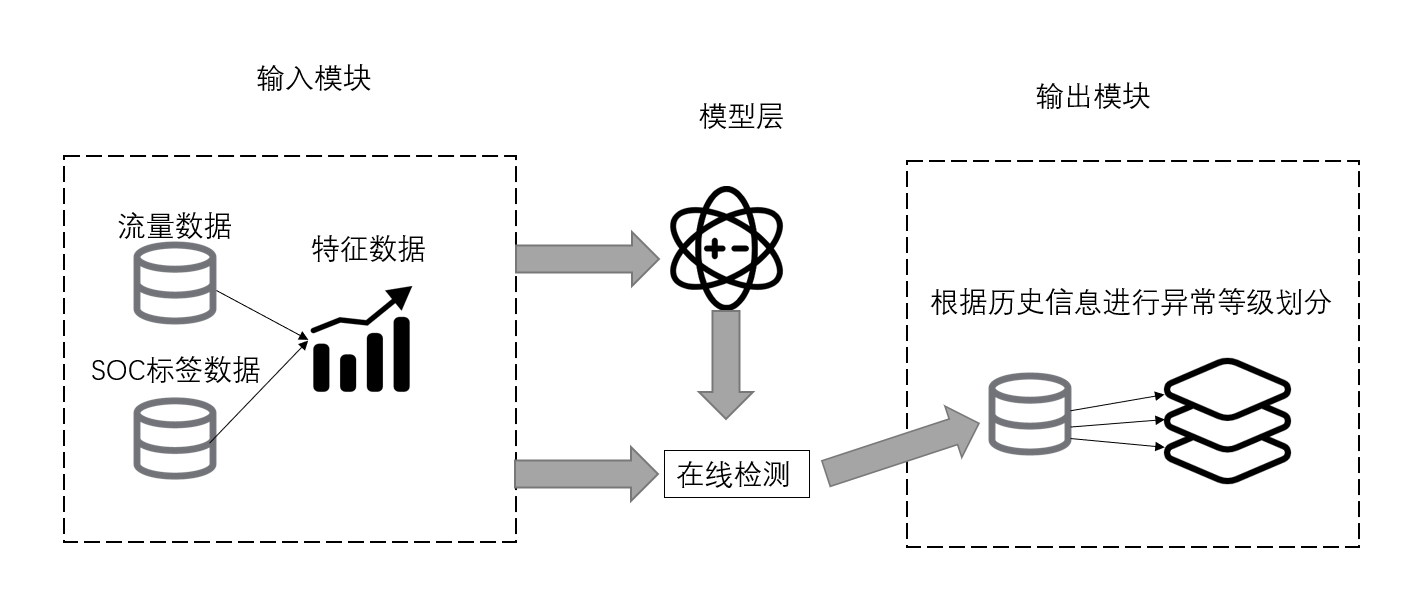 输入模块
模型层
输出模块
流量数据
特征数据
SOC标签数据
在线检测
根据历史信息进行异常等级划分